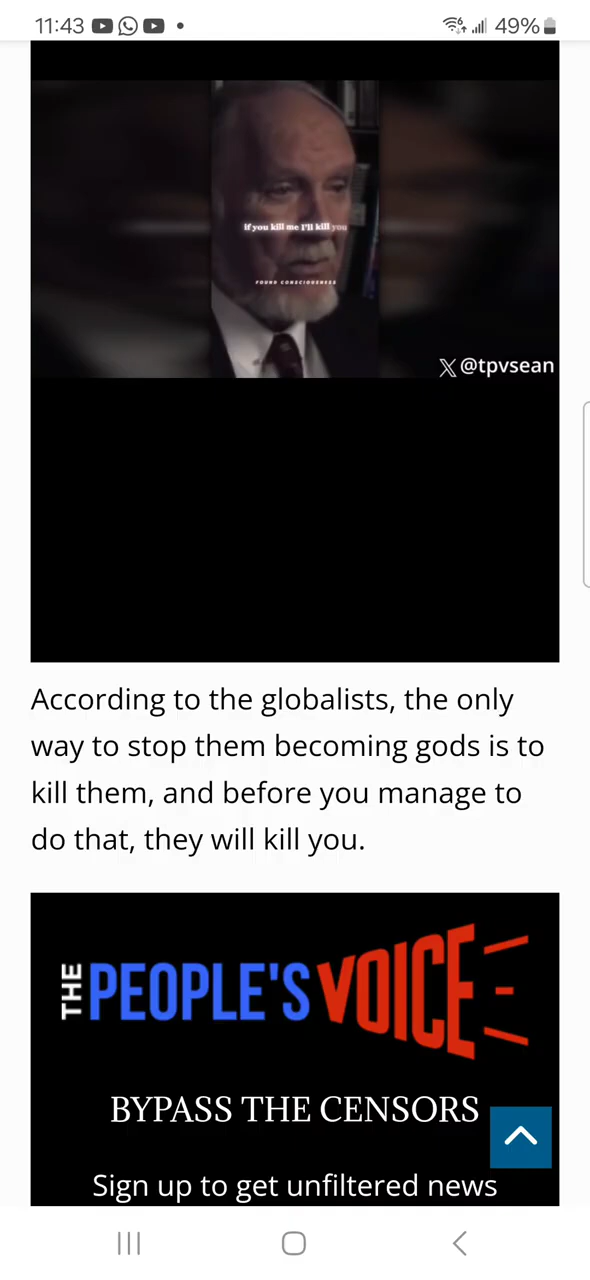 11:43
49%
if you kill me I'll kill you
FOUND CONSCIOUSNESS
X @tpvsean
According to the globalists, the only
way to stop them becoming gods is to
kill them, and before you manage to
do that, they will kill you.
THE PEOPLE'S VOICE
BYPASS THE CENSORS
Sign up to get unfiltered news